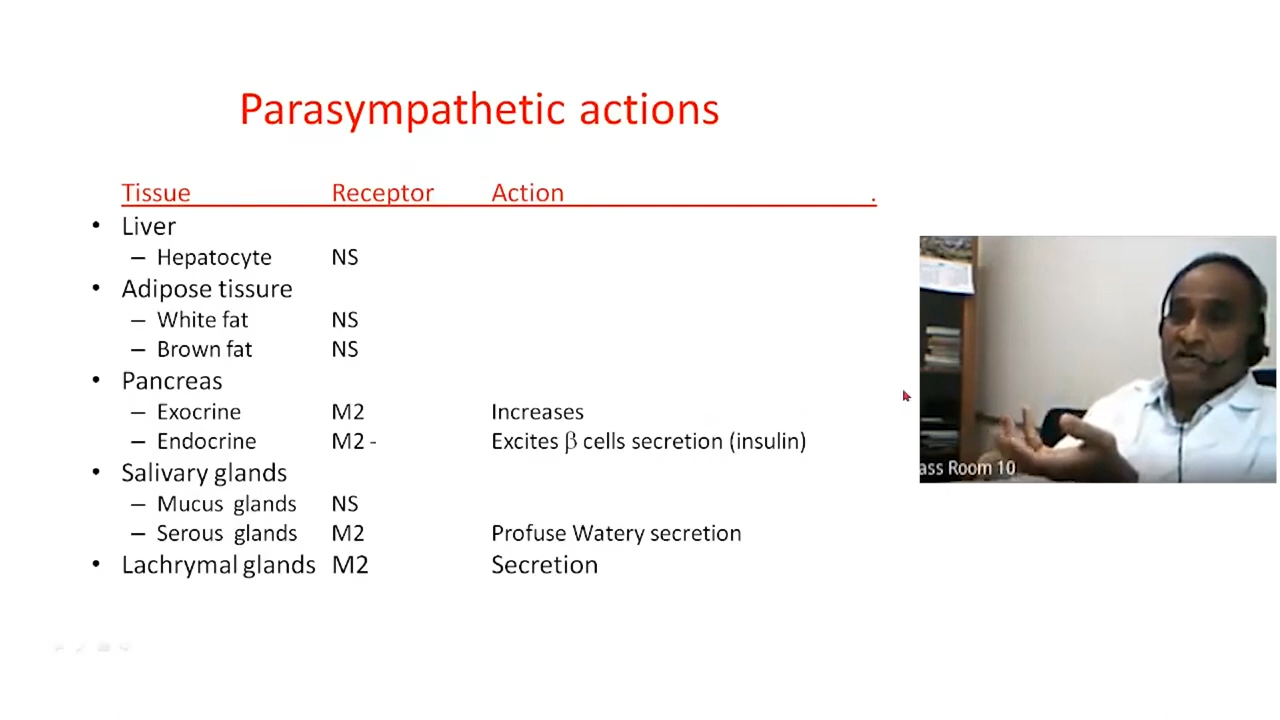 Parasympathetic actions
Tissue Receptor Action .
• Liver
– Hepatocyte NS
• Adipose tissure
– White fat NS
– Brown fat NS
• Pancreas
– Exocrine M2 Increases
– Endocrine M2 - Excites β cells secretion (insulin)
• Salivary glands
– Mucus glands NS
– Serous glands M2 Profuse Watery secretion
• Lachrymal glands M2 Secretion
ass Room 10